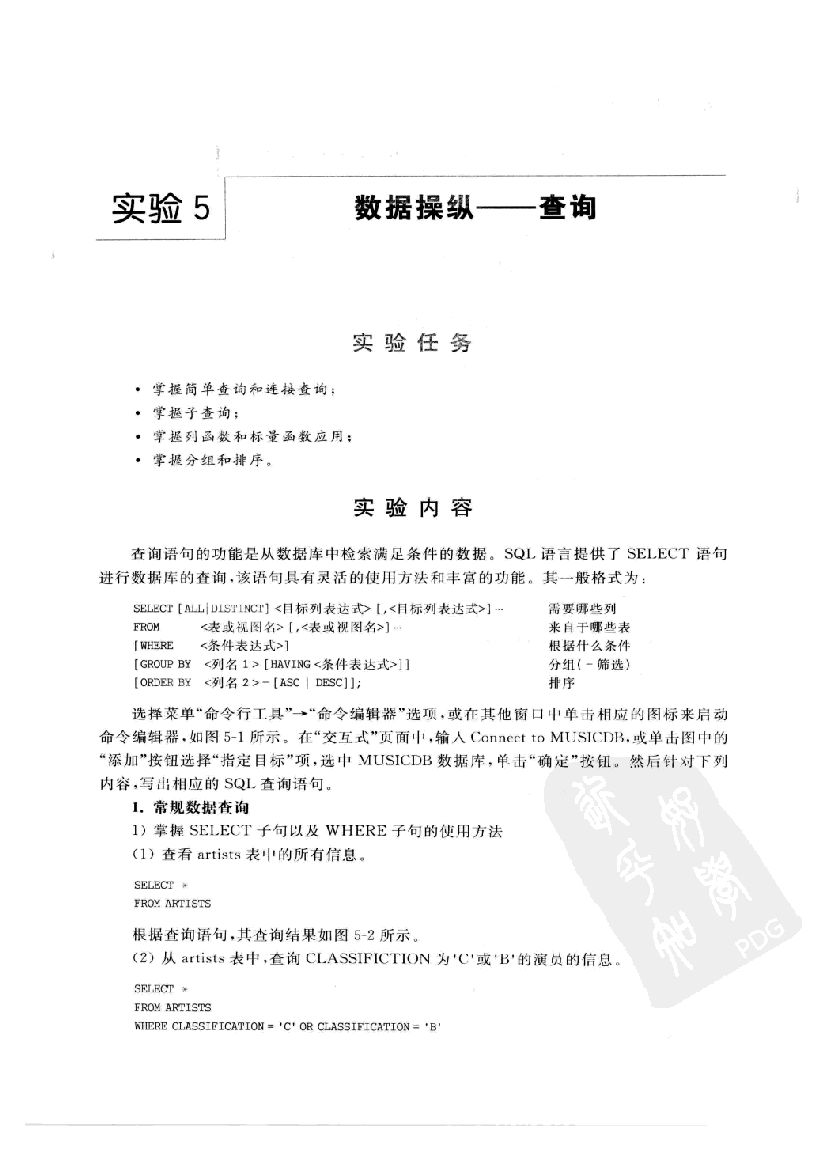 实验 5
数据操纵——查询
实 验 任 务
• 掌握简单查询和连接查询;
• 掌握子查询;
• 掌握列函数和标量函数应用;
• 掌握分组和排序。
实 验 内 容
查询语句的功能是从数据库中检索满足条件的数据。SQL 语言提供了 SELECT 语句
进行数据库的查询,该语句具有灵活的使用方法和丰富的功能。其一般格式为:
SELECT [ALL|DISTINCT] <目标列表达式> [,<目标列表达式>] … 需要哪些列
FROM <表或视图名> [,<表或视图名>] … 来自于哪些表
[WHERE <条件表达式>] 根据什么条件
[GROUP BY <列名 1> [HAVING <条件表达式>]] 分组(-筛选)
[ORDER BY <列名 2>-[ASC | DESC]]; 排序
选择菜单“命令行工具”→“命令编辑器”选项,或在其他窗口中单击相应的图标来启动
命令编辑器,如图 5-1 所示。在“交互式”页面中,输入 Connect to MUSICDB,或单击图中的
“添加”按钮选择“指定目标”项,选中 MUSICDB 数据库,单击“确定”按钮。然后针对下列
内容,写出相应的 SQL 查询语句。
1. 常规数据查询
1) 掌握 SELECT 子句以及 WHERE 子句的使用方法
(1) 查看 artists 表中的所有信息。
SELECT *
FROM ARTISTS
根据查询语句,其查询结果如图 5-2 所示。
(2) 从 artists 表中,查询 CLASSIFICTION 为'C'或'B'的演员的信息。
SELECT *
FROM ARTISTS
WHERE CLASSIFICATION = 'C' OR CLASSIFICATION = 'B'
PDG